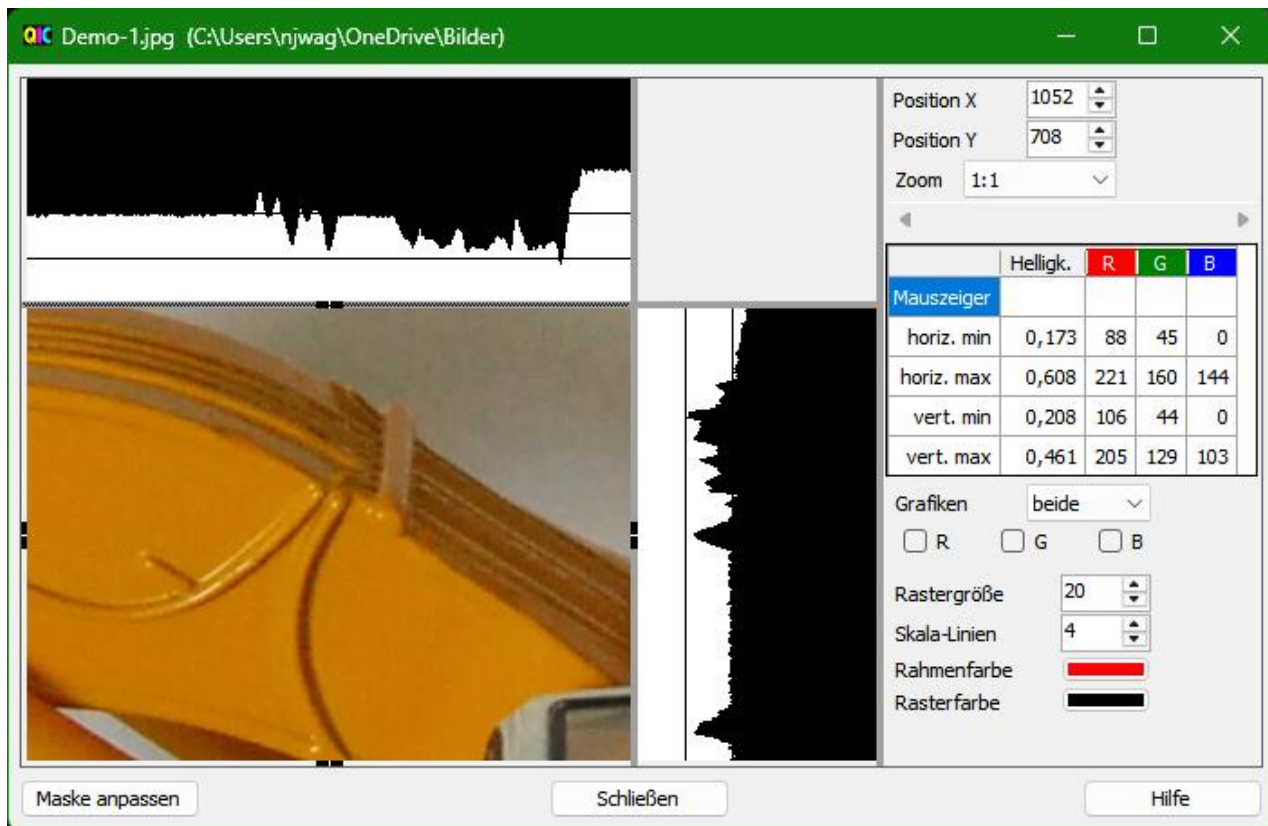 QIC Demo-1.jpg (C:\Users\njwag\OneDrive\Bilder)
Position X 1052
Position Y 708
Zoom 1:1
Helligk. R G B
Mauszeiger
horiz. min 0,173 88 45 0
horiz. max 0,608 221 160 144
vert. min 0,208 106 44 0
vert. max 0,461 205 129 103
Grafiken beide
R G B
Rastergröße 20
Skala-Linien 4
Rahmenfarbe
Rasterfarbe
Maske anpassen Schließen Hilfe